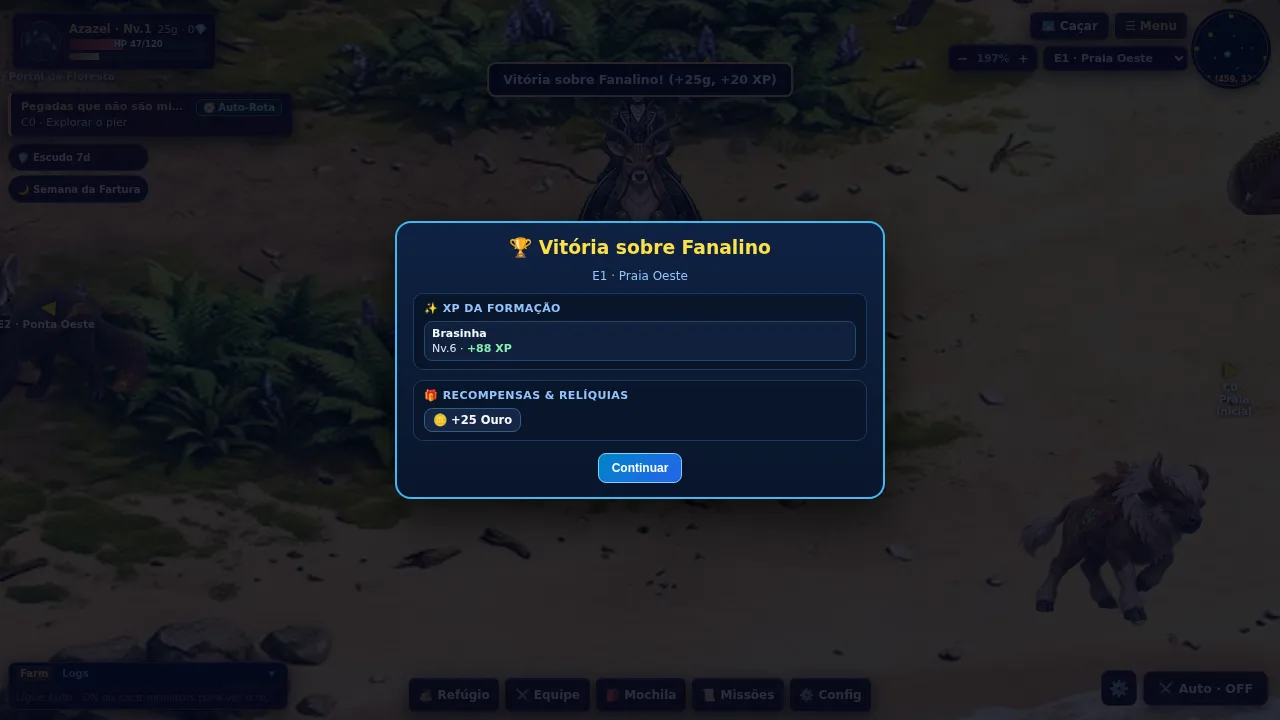 Azazel · Nv.1 25g · 0💎
HP 47/120
Portal da Floresta
Pegadas que não são mi...
🧭 Auto-Rota
C0 · Explorar o píer
🛡️ Escudo 7d
🌙 Semana da Fartura
Vitória sobre Fanalino! (+25g, +20 XP)
🗺️ Caçar
☰ Menu
− 197% +
E1 · Praia Oeste
E2 · Ponta Oeste
C0 ·
Praia
Inicial
🏆 Vitória sobre Fanalino
E1 · Praia Oeste
✨ XP DA FORMAÇÃO
Brasinha
Nv.6 · +88 XP
🎁 RECOMPENSAS & RELÍQUIAS
🪙 +25 Ouro
Continuar
Farm Logs ▼
🏕️ Refúgio
⚔️ Equipe
🎒 Mochila
📜 Missões
⚙️ Config
⚔️ Auto · OFF